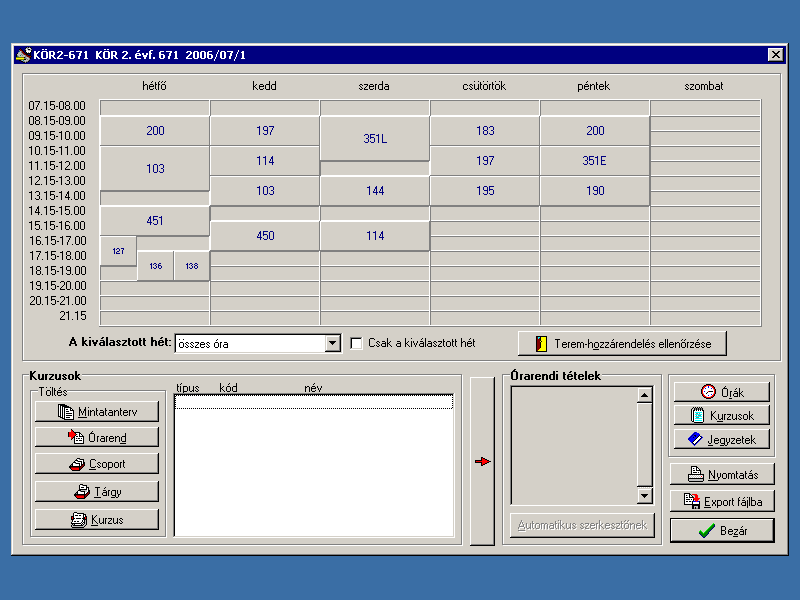 KÖR2-671 KÖR 2. évf. 671 2006/07/1
hétfő kedd szerda csütörtök péntek szombat
07.15-08.00
08.15-09.00
200 197 183 200
09.15-10.00
351L
10.15-11.00
114 197 351E
11.15-12.00
103
12.15-13.00
103 144 195 190
13.15-14.00
14.15-15.00
451
15.15-16.00
450 114
16.15-17.00
127
17.15-18.00
136 138
18.15-19.00
19.15-20.00
20.15-21.00
21.15
A kiválasztott hét: összes óra Csak a kiválasztott hét Terem-hozzárendelés ellenőrzése
Kurzusok
Töltés
Mintatanterv
Órarend
Csoport
Tárgy
Kurzus
típus kód név
Órarendi tételek
Automatikus szerkesztőnek
Órák
Kurzusok
Jegyzetek
Nyomtatás
Export fájlba
Bezár